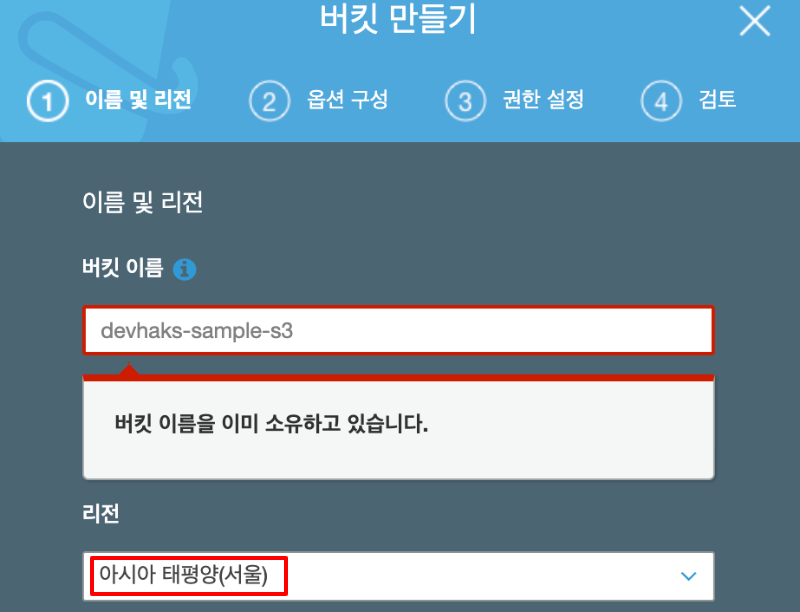 버킷 만들기
1 이름 및 리전 2 옵션 구성 3 권한 설정 4 검토
이름 및 리전
버킷 이름 i
devhaks-sample-s3
버킷 이름을 이미 소유하고 있습니다.
리전
아시아 태평양(서울)